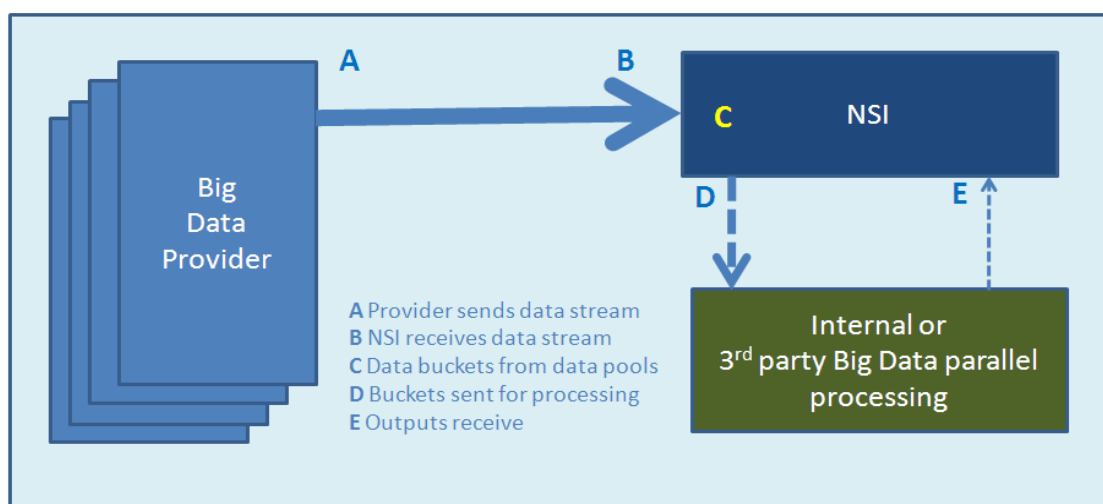 A
B
C
NSI
Big
Data
Provider
D
E
A Provider sends data stream
B NSI receives data stream
C Data buckets from data pools
D Buckets sent for processing
E Outputs receive
Internal or
3rd party Big Data parallel
processing